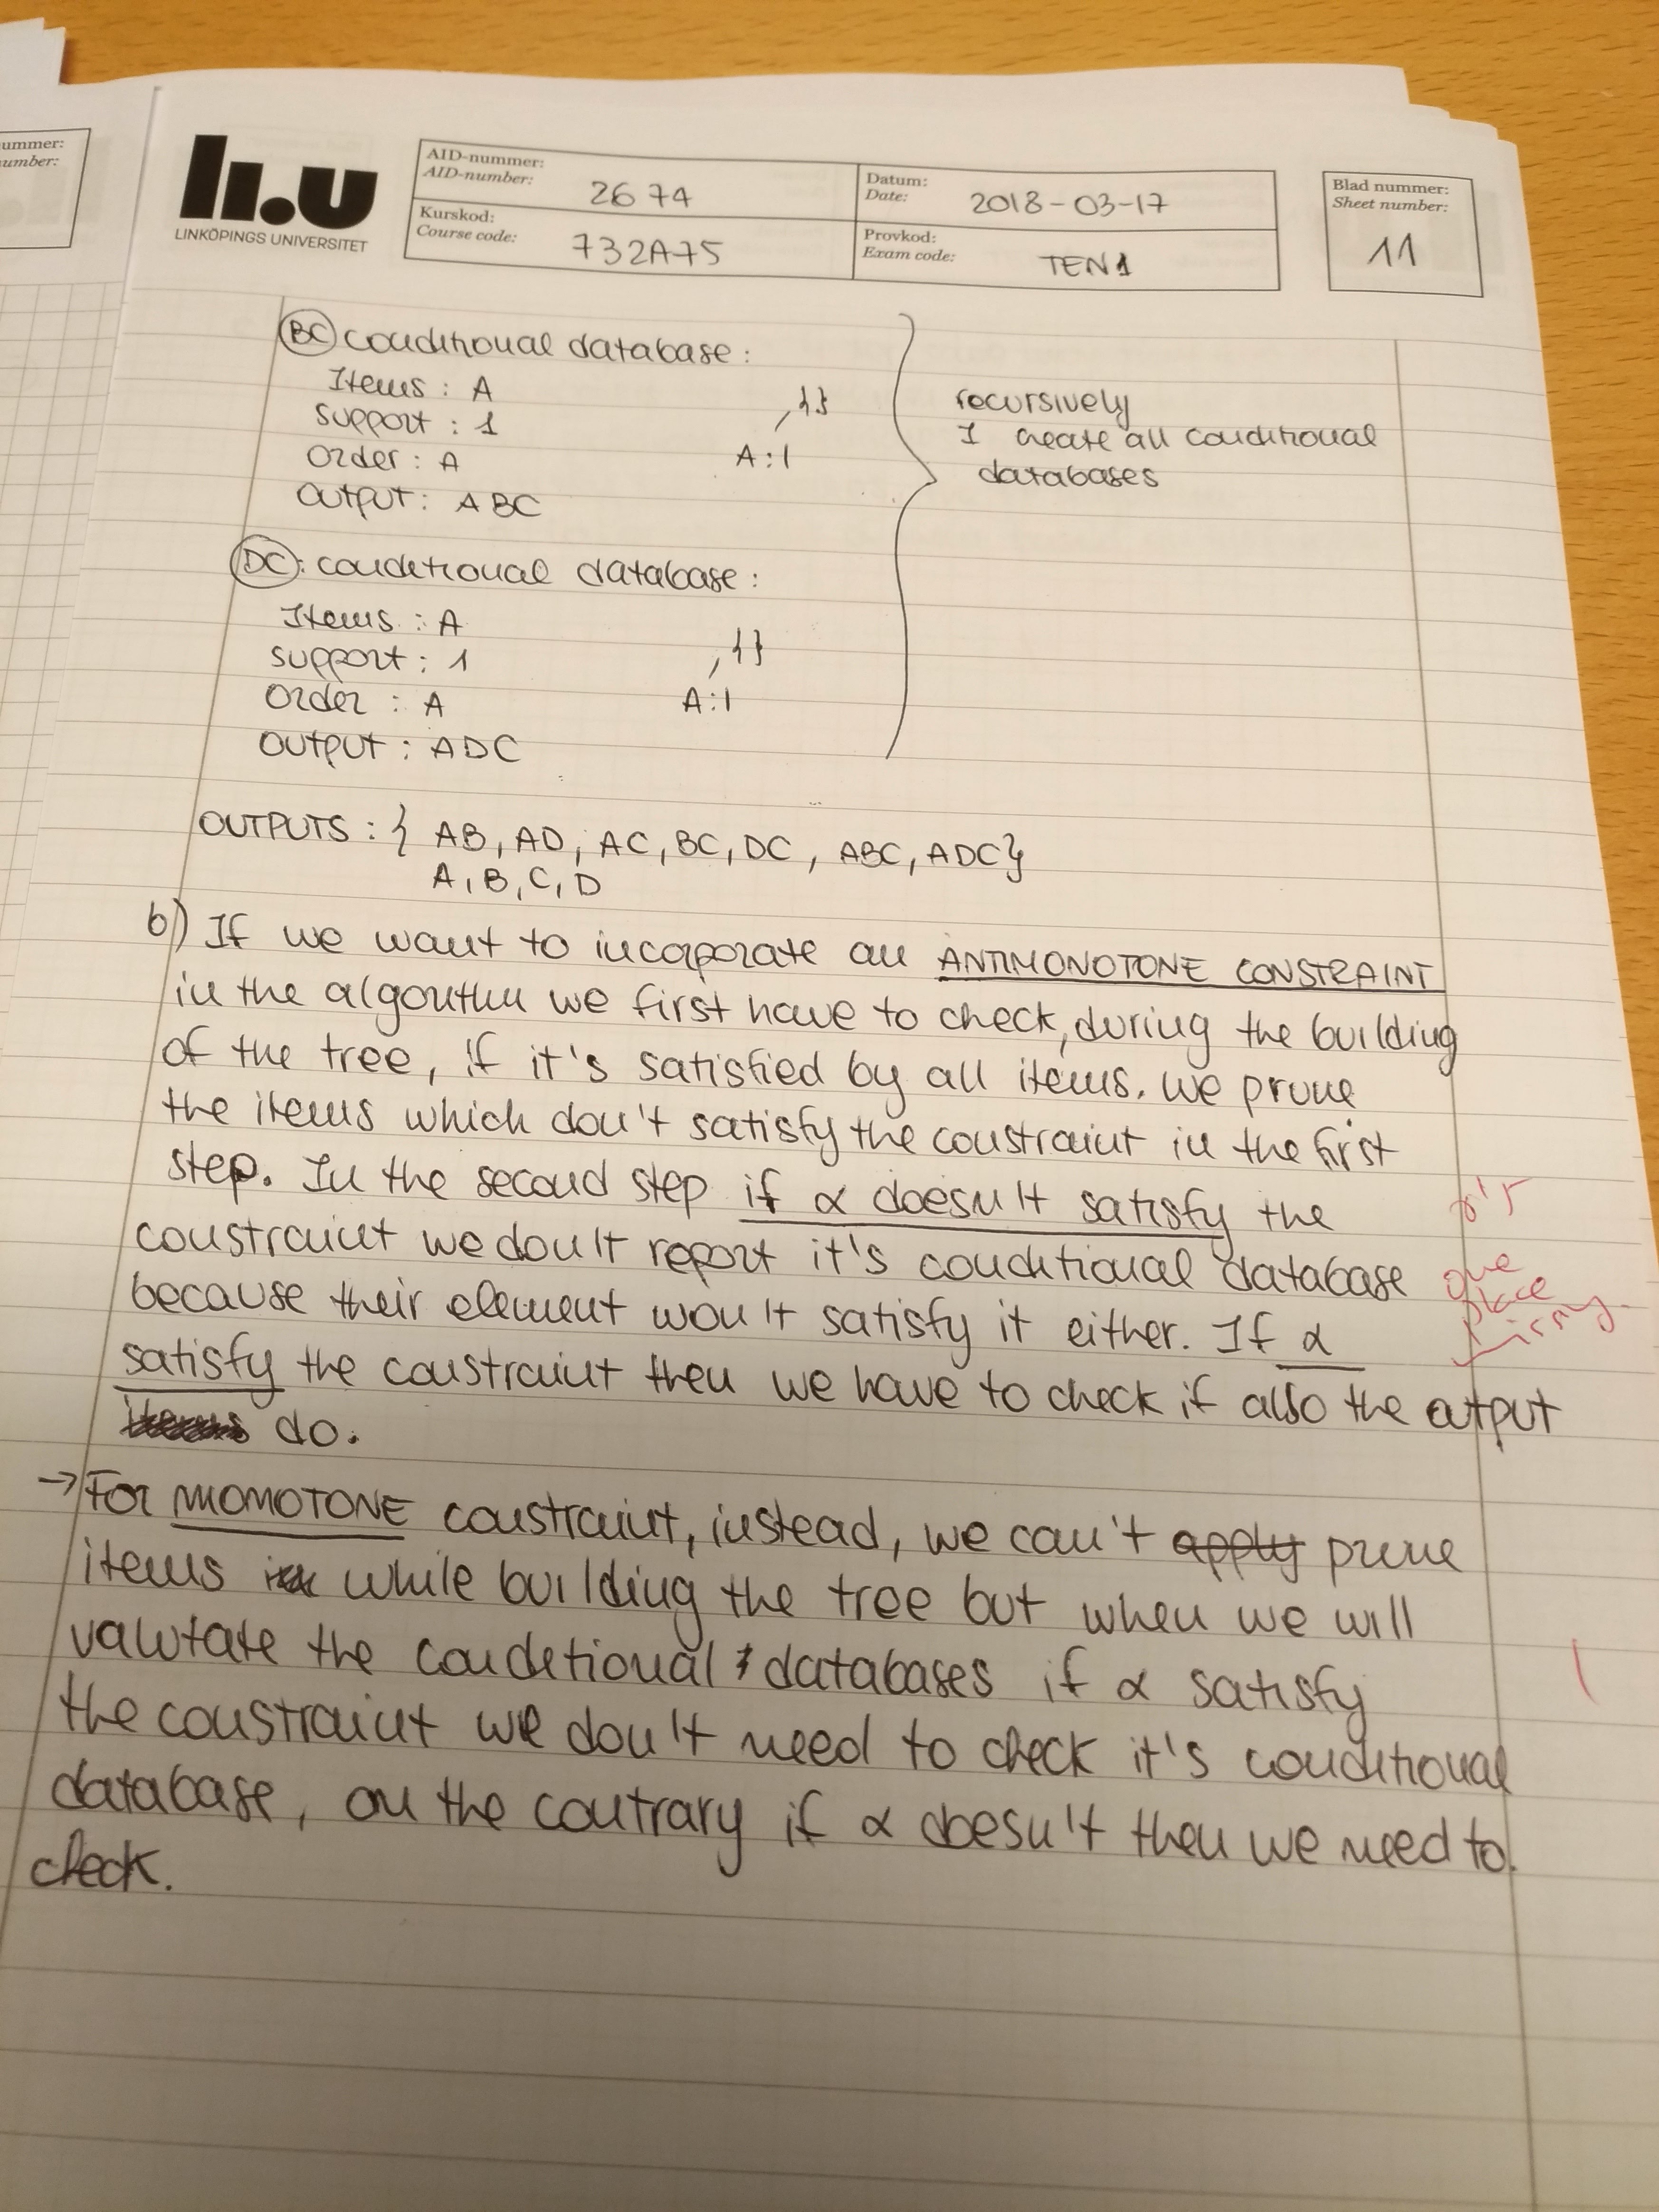 ummer:
umber:
li.u
LINKÖPINGS UNIVERSITET
AID-nummer:
AID-number: 2674
Datum:
Date: 2018-03-17
Blad nummer:
Sheet number:
11
Kurskod:
Course code: 732A75
Provkod:
Exam code: TEN1
BC conditional database:
Items: A
support: 1
{}
Order: A
A:1
Output: ABC
recursively
I create all conditional
databases
DC: conditional database:
Items: A
support: 1
{}
Order: A
A:1
Output: ADC
OUTPUTS: { AB, AD, AC, BC, DC, ABC, ADC}
A, B, C, D
b) If we want to incorporate an ANTIMONOTONE CONSTRAINT
in the algorithm we first have to check, during the building
of the tree, if it's satisfied by all items. We prune
the items which don't satisfy the constraint in the first
step. In the second step if α doesn't satisfy the
constraint we don't report it's conditional database
because their element won't satisfy it either. If α
satisfy the constraint then we have to check if also the output
items do.
0'5
one
place
missing.
→ For MONOTONE constraint, instead, we can't apply prune
items while building the tree but when we will
valutate the conditional databases if α satisfy
the constraint we don't need to check it's conditional
database, on the contrary if α doesn't then we need to
check.
1